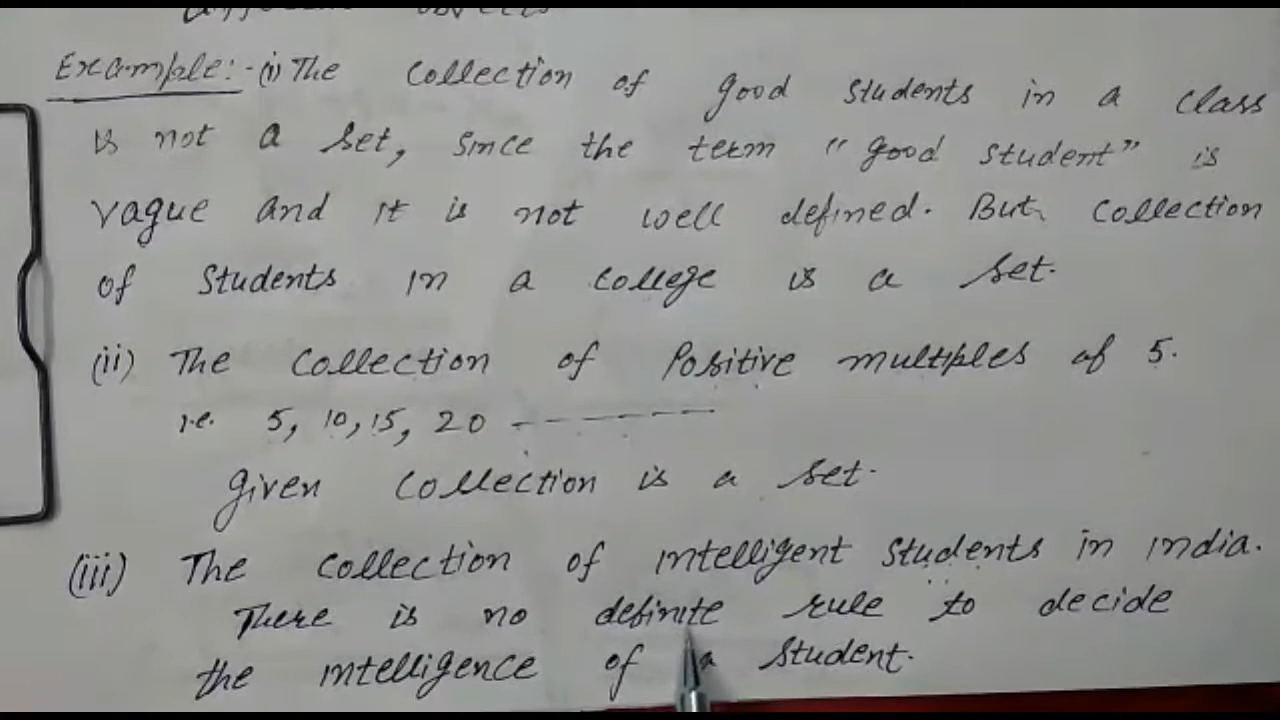 Example:- (i) The collection of good students in a class
is not a set, since the term "good student" is
vague and it is not well defined. But collection
of students in a college is a set.
(ii) The collection of Positive multiples of 5.
i.e. 5, 10, 15, 20 ---------
Given collection is a set.
(iii) The collection of intelligent students in india.
There is no definite rule to decide
the intelligence of a student.